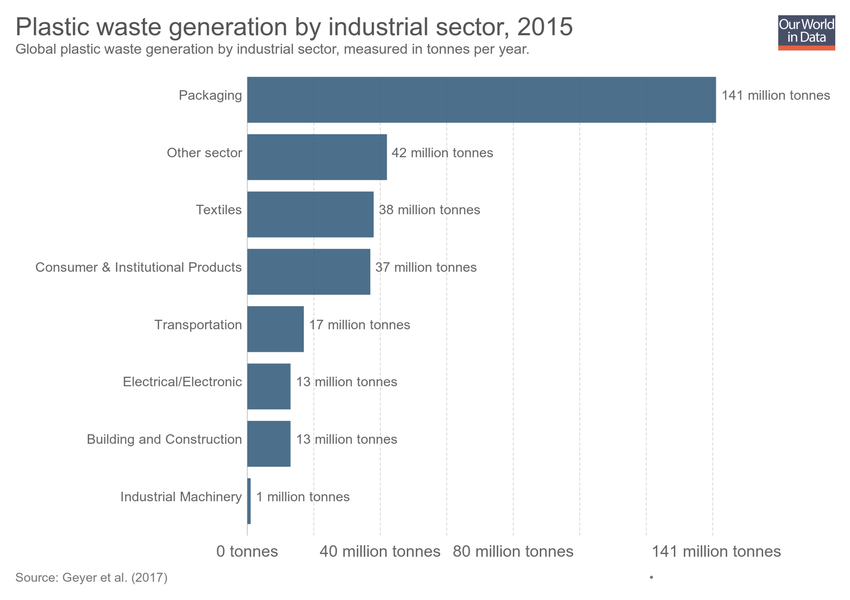 Plastic waste generation by industrial sector, 2015
Global plastic waste generation by industrial sector, measured in tonnes per year.
Our World
in Data
Packaging 141 million tonnes
Other sector 42 million tonnes
Textiles 38 million tonnes
Consumer & Institutional Products 37 million tonnes
Transportation 17 million tonnes
Electrical/Electronic 13 million tonnes
Building and Construction 13 million tonnes
Industrial Machinery 1 million tonnes
0 tonnes 40 million tonnes 80 million tonnes 141 million tonnes
Source: Geyer et al. (2017) •